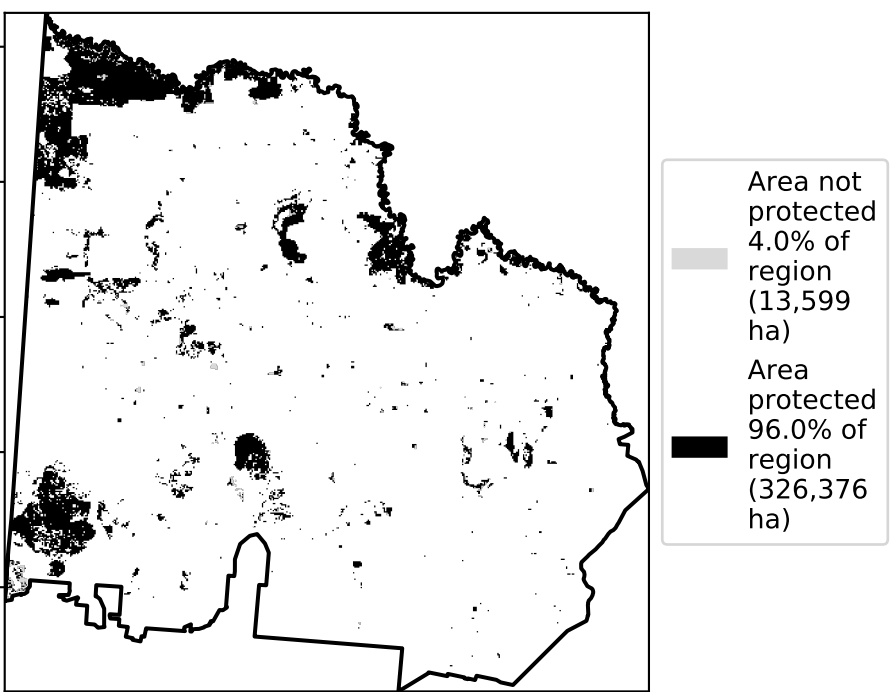 Area not
protected
4.0% of
region
(13,599
ha)
Area
protected
96.0% of
region
(326,376
ha)